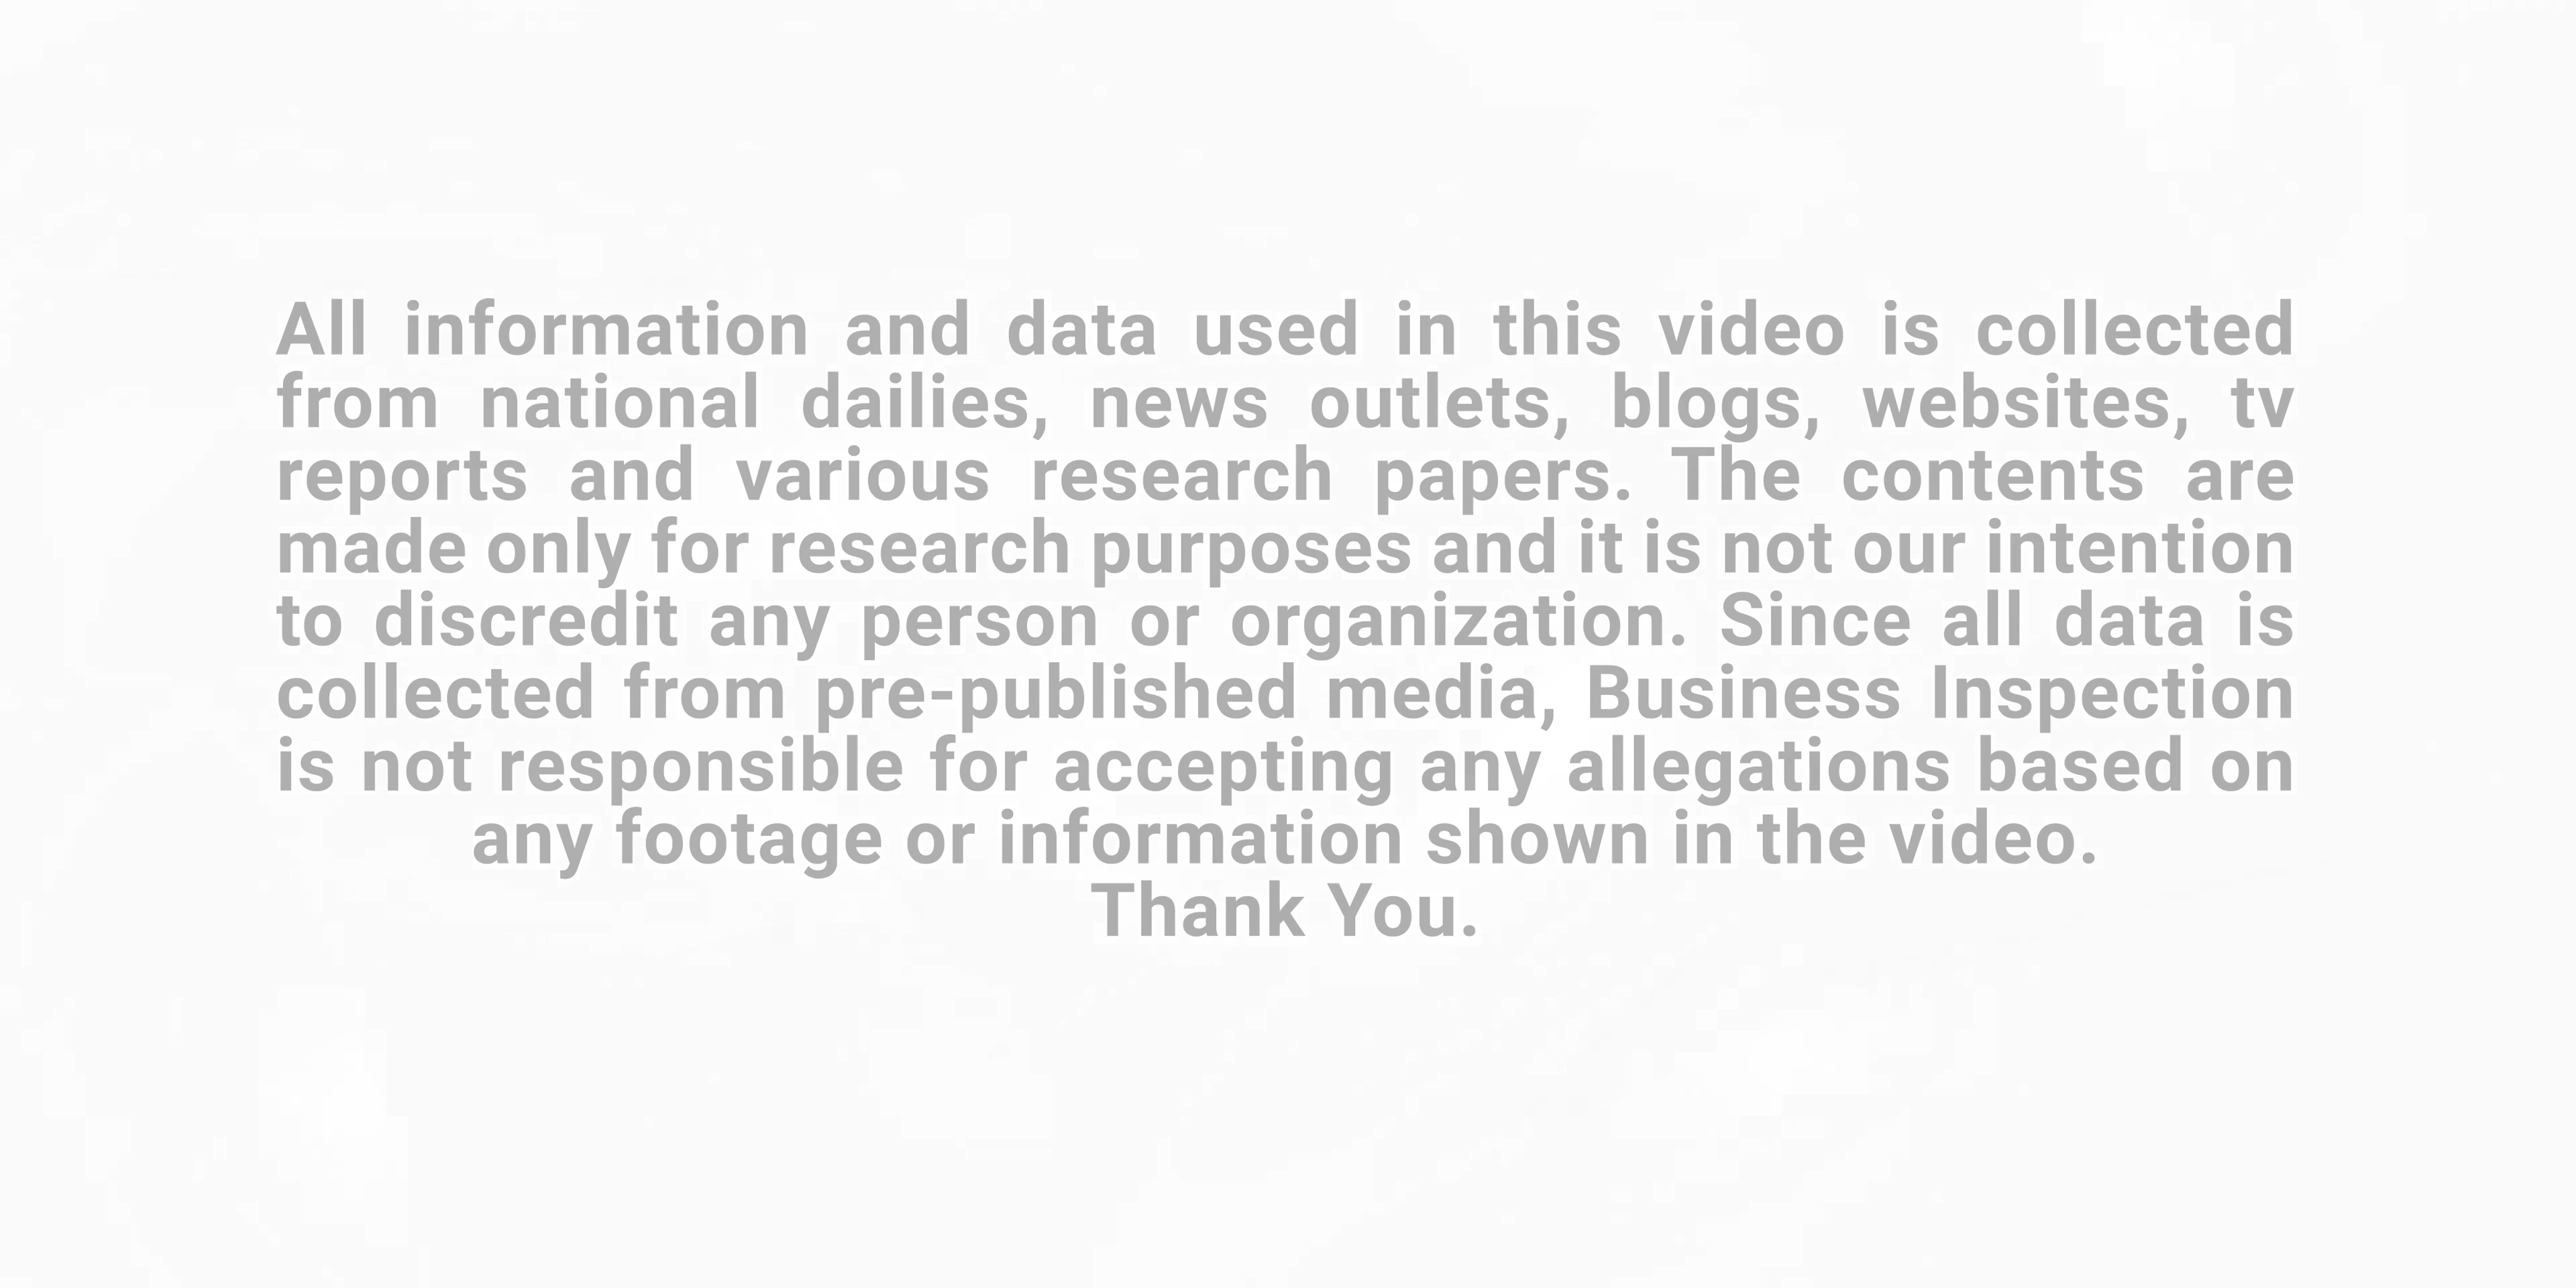 All information and data used in this video is collected
from national dailies, news outlets, blogs, websites, tv
reports and various research papers. The contents are
made only for research purposes and it is not our intention
to discredit any person or organization. Since all data is
collected from pre-published media, Business Inspection
is not responsible for accepting any allegations based on
any footage or information shown in the video.
Thank You.